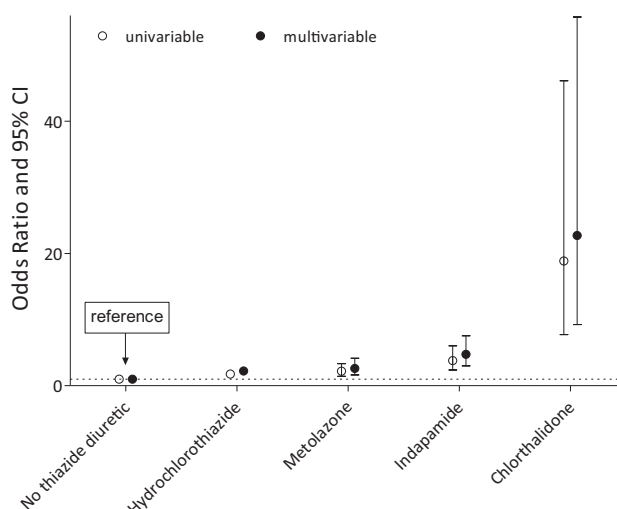 univariable
multivariable
Odds Ratio and 95% CI
40
20
0
reference
No thiazide diuretic
Hydrochlorothiazide
Metolazone
Indapamide
Chlorthalidone